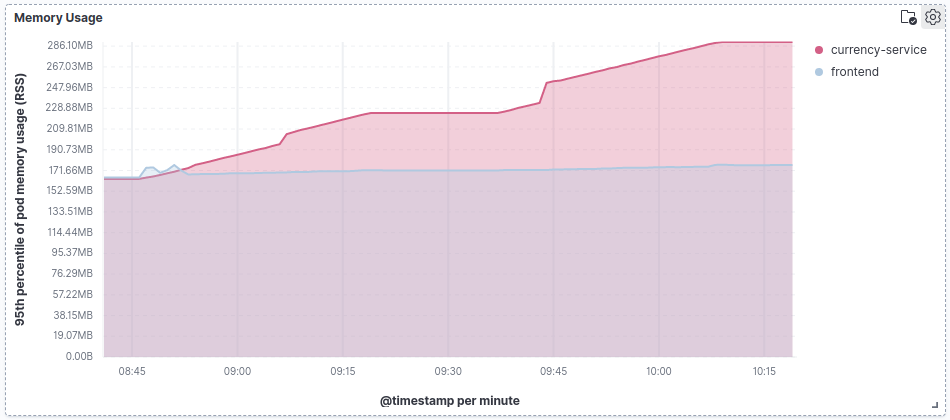 Memory Usage
286.10MB
267.03MB
247.96MB
228.88MB
209.81MB
190.73MB
171.66MB
152.59MB
133.51MB
114.44MB
95.37MB
76.29MB
57.22MB
38.15MB
19.07MB
0.00B
95th percentile of pod memory usage (RSS)
08:45 09:00 09:15 09:30 09:45 10:00 10:15
@timestamp per minute
currency-service
frontend